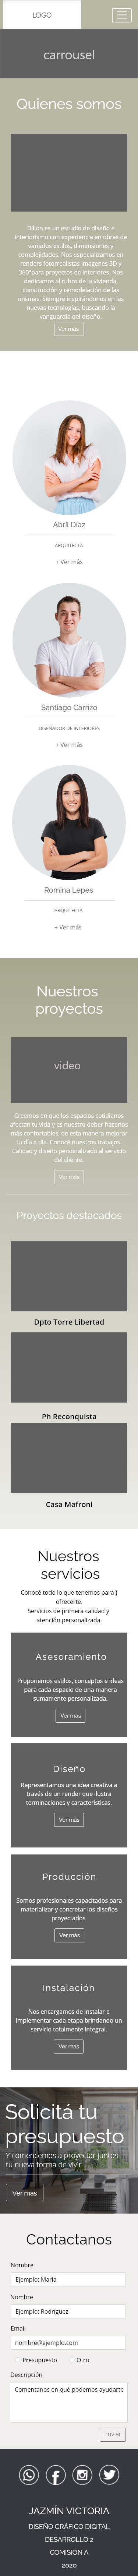 LOGO
carrousel
Quienes somos
Dillon es un estudio de diseño e
interiorismo con experiencia en obras de
variados estilos, dimensiones y
complejidades. Nos especializamos en
renders fotorrealistas Imagenes 3D y
360°para proyectos de interiores. Nos
dedicamos al rubro de la vivienda,
construcción y remodelación de las
mismas. Siempre inspirándonos en las
nuevas tecnologías, buscando la
vanguardia del diseño.
Ver más
Abril Díaz
ARQUITECTA
+ Ver más
Santiago Carrizo
DISEÑADOR DE INTERIORES
+ Ver más
Romina Lepes
ARQUITECTA
+ Ver más
Nuestros
proyectos
video
Creemos en que los espacios cotidianos
afectan tu vida y es nuestro deber hacerlos
más confortables, de esta manera mejorar
tu día a día. Conocé nuestros trabajos.
Calidad y diseño personalizado al servicio
del cliente.
Ver más
Proyectos destacados
Dpto Torre Libertad
Ph Reconquista
Casa Mafroni
Nuestros
servicios
Conocé todo lo que tenemos para }
ofrecerte.
Servicios de primera calidad y
atención personalizada.
Asesoramiento
Proponemos estilos, conceptos e ideas
para cada espacio de una manera
sumamente personalizada.
Ver más
Diseño
Representamos una idea creativa a
través de un render que ilustra
terminaciones y características.
Ver más
Producción
Somos profesionales capacitados para
materializar y concretar los diseños
proyectados.
Ver más
Instalación
Nos encargamos de instalar e
implementar cada etapa brindando un
servicio totalmente integral.
Ver más
Solicitá tu
presupuesto
Y comencemos a proyectar juntos
tu nueva forma de vivir
Ver más
Contactanos
Nombre
Ejemplo: María
Nombre
Ejemplo: Rodríguez
Email
nombre@ejemplo.com
Presupuesto Otro
Descripción
Comentanos en qué podemos ayudarte
Enviar
JAZMÍN VICTORIA
DISEÑO GRÁFICO DIGITAL
DESARROLLO 2
COMISIÓN A
2020